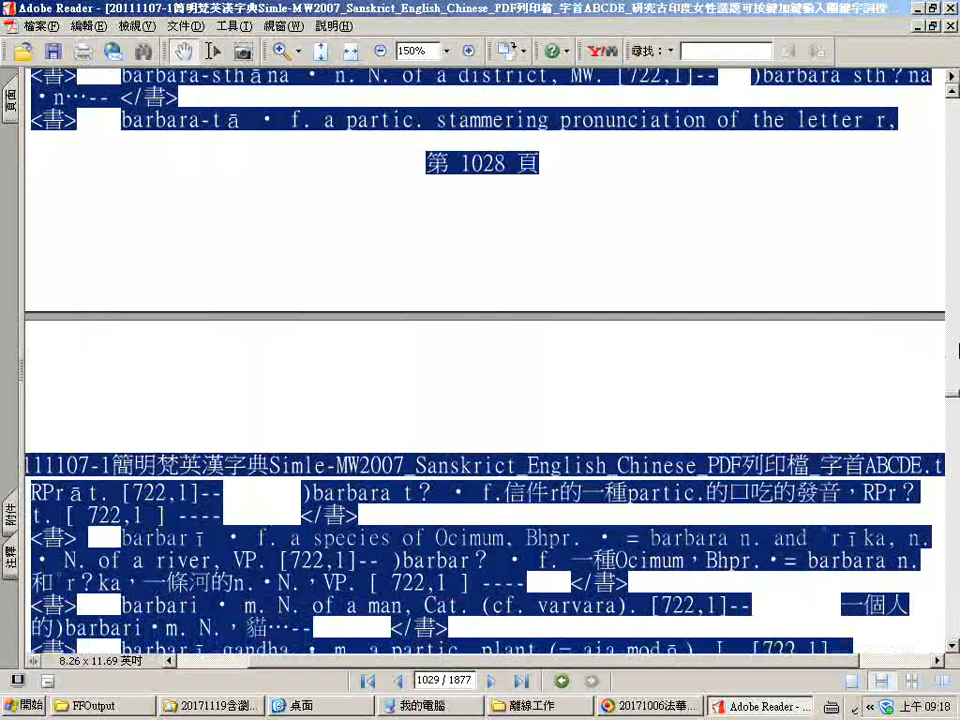 Adobe Reader - [20111107-1簡明梵英漢字典Simle-MW2007_Sanskrict_English_Chinese_PDF列印檔_字首ABCDE_研究古印度女性議題可按鍵加鍵輸入關鍵字詞搜
檔案(F) 編輯(E) 檢視(V) 文件(D) 工具(T) 視窗(W) 說明(H)
150% 尋找:
<書> barbara-sthāna ‧ n. N. of a district, MW. [722,1]-- )barbara sth?na
‧n…-- </書>
<書> barbara-tā ‧ f. a partic. stammering pronunciation of the letter r,
第 1028 頁
111107-1簡明梵英漢字典Simle-MW2007_Sanskrict_English_Chinese_PDF列印檔_字首ABCDE.t
RPrāt. [722,1]-- )barbara t? ‧ f.信件r的一種partic.的口吃的發音，RPr?
t. [ 722,1 ] ---- </書>
<書> barbarī ‧ f. a species of Ocimum, Bhpr. ‧ = barbara n. and °rīka, n.
‧ N. of a river, VP. [722,1]-- )barbar? ‧ f. 一種Ocimum，Bhpr.‧= barbara n.
和°r?ka，一條河的n.‧N.，VP. [ 722,1 ] ---- </書>
<書> barbari ‧ m. N. of a man, Cat. (cf. varvara). [722,1]-- 一個人
的)barbari‧m. N.，貓…-- </書>
<書> barbarī-gandha ‧ m. a partic. plant (= aja-modā), L. [722,1]--
頁面
附件
注釋
8.26 x 11.69 英吋
1029 / 1877
開始 FFOutput 20171119含瀏... 桌面 我的電腦 離線工作 20171006法華... Adobe Reader - ... 上午 09:18